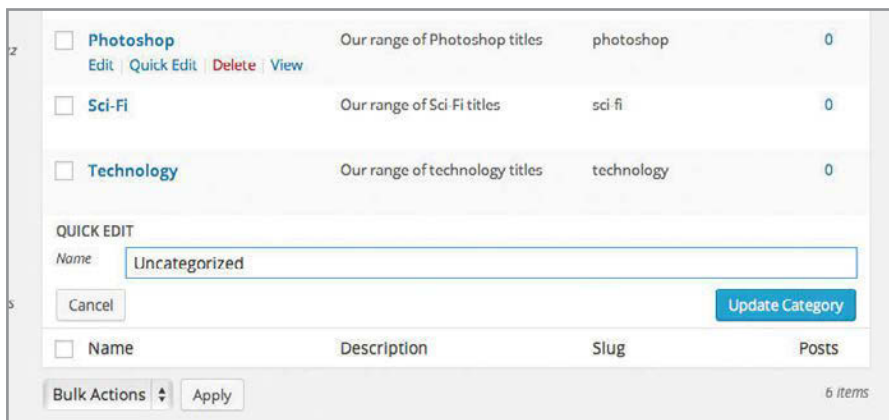 Photoshop Our range of Photoshop titles photoshop 0
Edit | Quick Edit | Delete | View
Sci-Fi Our range of Sci-Fi titles sci-fi 0
Technology Our range of technology titles technology 0
QUICK EDIT
Name Uncategorized
Cancel Update Category
Name Description Slug Posts
Bulk Actions Apply 6 items